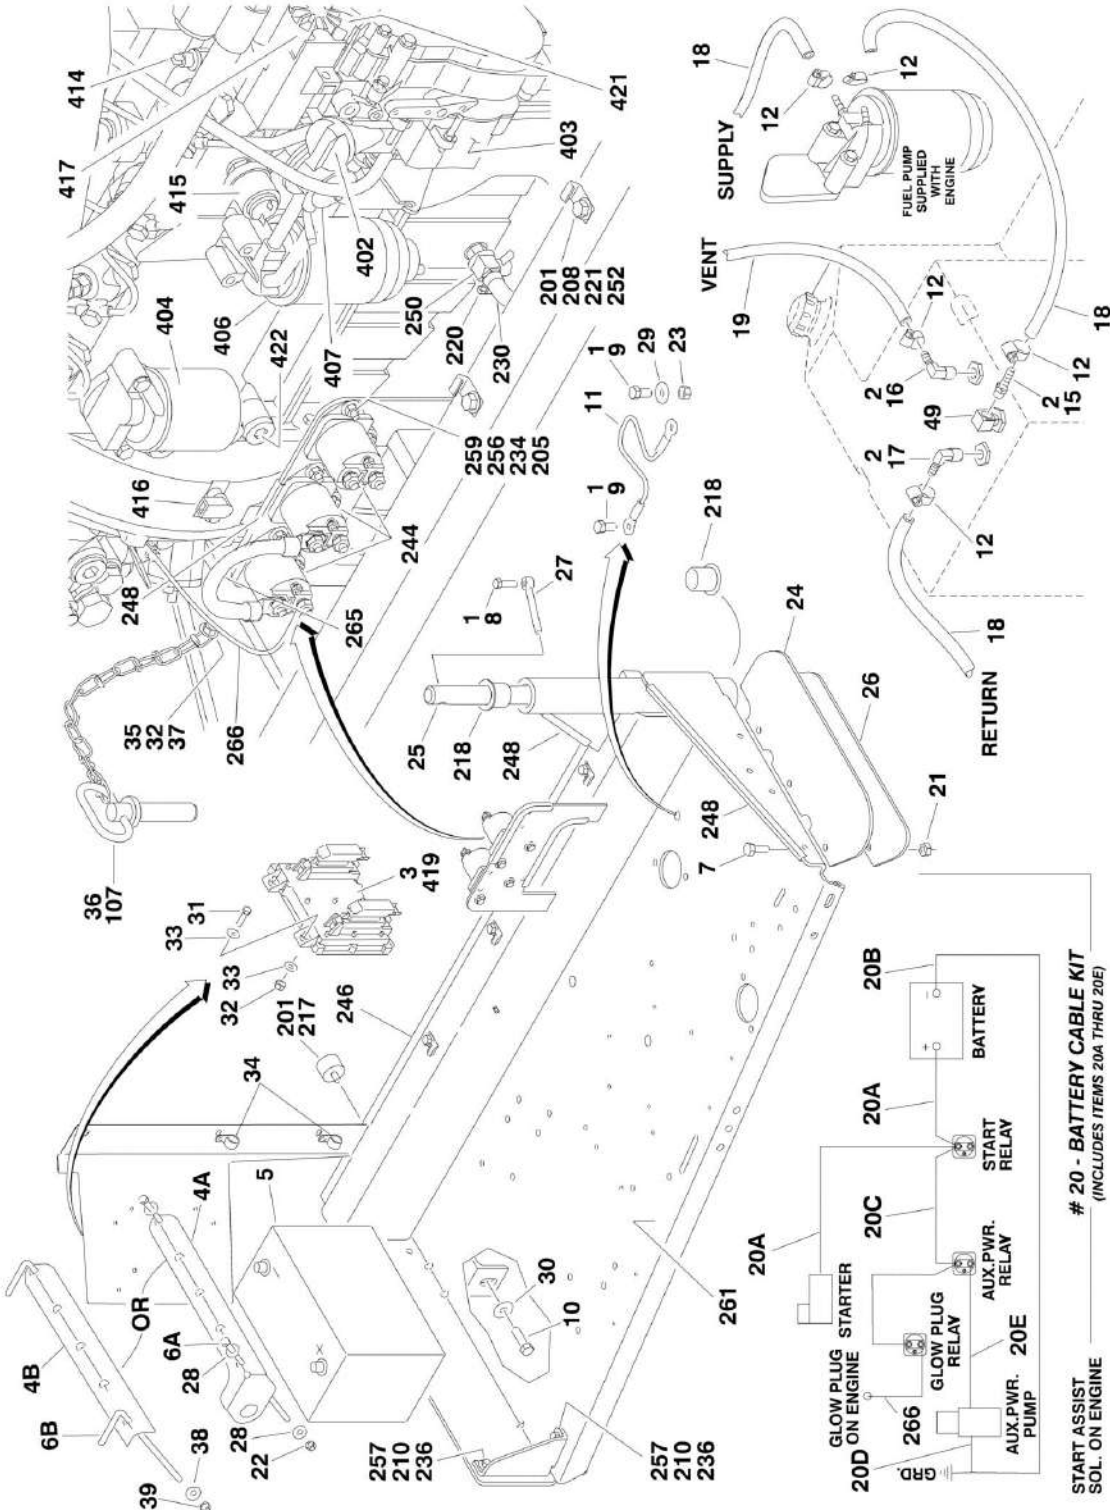 414
417
415
404
406
422
416
248
407
402
250
220
230
421
403
201
208
221
252
259
256
234
205
244
265
35
32
37
266
36
107
1
9
29
23
11
1
9
1
8
27
218
25
218
248
24
26
248
7
21
31
33
3
419
33
32
201
217
246
34
5
4A
OR
4B
6A
28
6B
38
39
28
22
257
210
236
257
210
236
30
10
261
SUPPLY
18
12
12
FUEL PUMP
SUPPLIED
WITH
ENGINE
VENT
19
12
2
16
18
12
2
15
49
2
17
12
18
RETURN
20B
BATTERY
+
−
20A
START
RELAY
20C
20A
STARTER
AUX.PWR.
RELAY
GLOW PLUG
ON ENGINE
GLOW PLUG
RELAY
20E
266
AUX.PWR.
PUMP
20D
GRD.
START ASSIST
SOL. ON ENGINE
# 20 - BATTERY CABLE KIT
(INCLUDES ITEMS 20A THRU 20E)